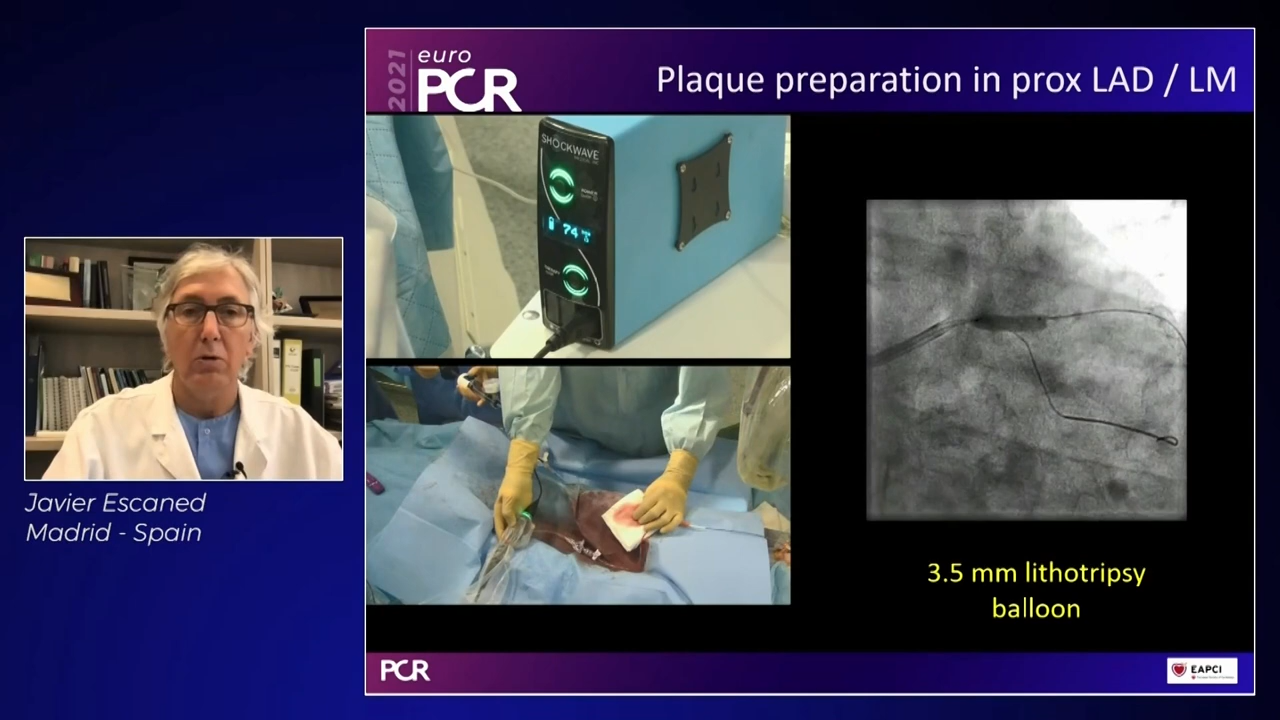 2021
euro
PCR
Plaque preparation in prox LAD / LM
SHOCKWAVE
74
Javier Escaned
Madrid - Spain
3.5 mm lithotripsy
balloon
PCR
EAPCI